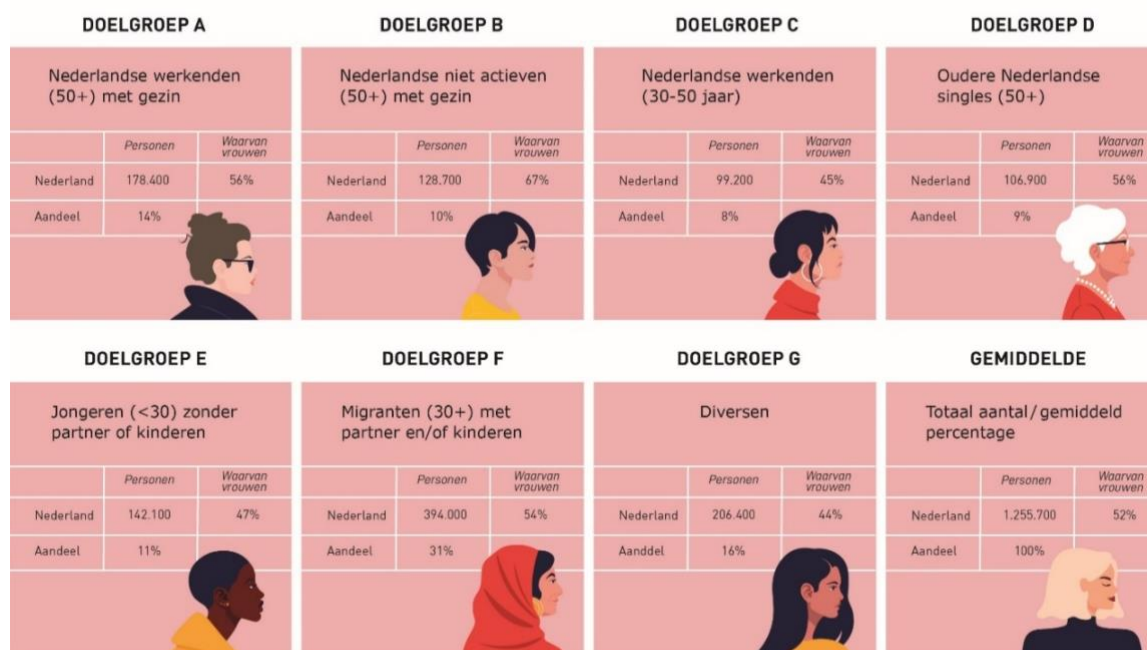 DOELGROEP A
Nederlandse werkenden
(50+) met gezin
Personen Waarvan
vrouwen
Nederland 178.400 56%
Aandeel 14%
DOELGROEP B
Nederlandse niet actieven
(50+) met gezin
Personen Waarvan
vrouwen
Nederland 128.700 67%
Aandeel 10%
DOELGROEP C
Nederlandse werkenden
(30-50 jaar)
Personen Waarvan
vrouwen
Nederland 99.200 45%
Aandeel 8%
DOELGROEP D
Oudere Nederlandse
singles (50+)
Personen Waarvan
vrouwen
Nederland 106.900 56%
Aandeel 9%
DOELGROEP E
Jongeren (<30) zonder
partner of kinderen
Personen Waarvan
vrouwen
Nederland 142.100 47%
Aandeel 11%
DOELGROEP F
Migranten (30+) met
partner en/of kinderen
Personen Waarvan
vrouwen
Nederland 394.000 54%
Aandeel 31%
DOELGROEP G
Diversen
Personen Waarvan
vrouwen
Nederland 206.400 44%
Aanddel 16%
GEMIDDELDE
Totaal aantal/gemiddeld
percentage
Personen Waarvan
vrouwen
Nederland 1.255.700 52%
Aandeel 100%